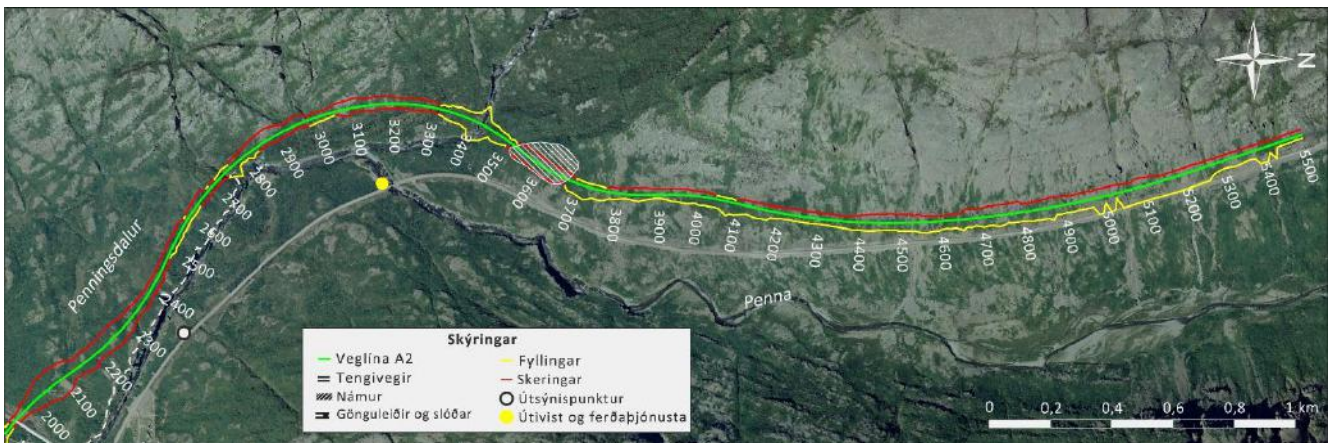 N
2000
2100
2200
2300
2400
2500
2600
2700
2800
2900
3000
3100
3200
3300
3400
3500
3600
3700
3800
3900
4000
4100
4200
4300
4400
4500
4600
4700
4800
4900
5000
5100
5200
5300
5400
5500
Penningsdalur
Penna
Skýringar
Veglína A2
Tengivegir
Námur
Gönguleiðir og slóðar
Fyllingar
Skeringar
Útsýnispunktur
Útivist og ferðaþjónusta
0 0,2 0,4 0,6 0,8 1 km